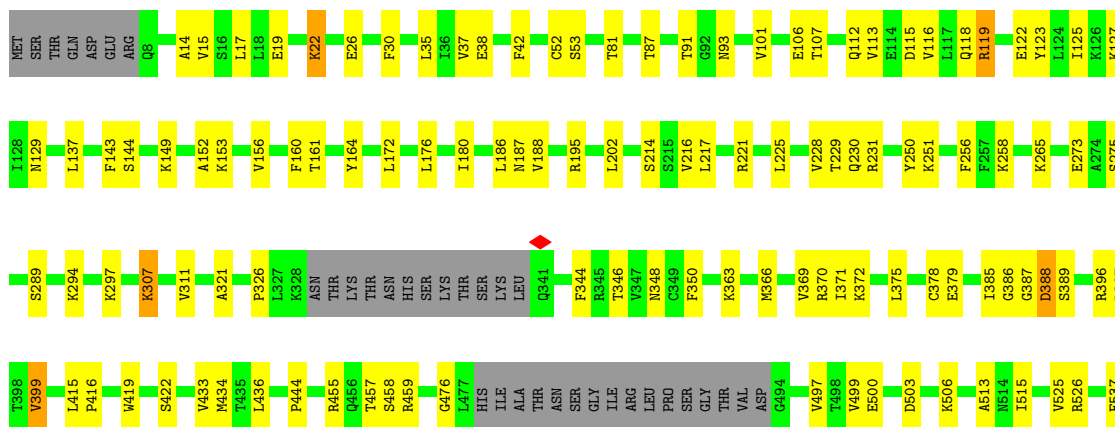 MET SER THR GLN ASP GLU ARG Q8 A14 V15 S16 L17 L18 E19 K22 E26 F30 L35 I36 V37 E38 F42 C52 S53 T81 T87 T91 G92 N93 V101 E106 T107 Q112 V113 E114 D115 V116 L117 Q118 R119 E122 Y123 L124 I125 K126 K127
I128 N129 L137 F143 S144 K149 A152 K153 V156 F160 T161 Y164 L172 L176 I180 L186 N187 V188 R195 L202 S214 S215 V216 L217 R221 L225 V228 T229 Q230 R231 Y250 K251 F256 F257 K258 K265 E273 A274 S275
S289 K294 K297 K307 V311 A321 P326 L327 K328 ASN THR LYS THR ASN HIS SER LYS THR SER LYS LEU Q341 F344 R345 T346 V347 N348 C349 F350 K363 M366 V369 R370 I371 K372 L375 C378 E379 I385 G386 G387 D388 S389 R396
T398 V399 L415 P416 W419 S422 V433 M434 T435 L436 P444 R455 Q456 T457 S458 R459 G476 L477 HIS ILE ALA THR ASN SER GLY ILE ARG LEU PRO SER GLY THR VAL ASP G494 V497 T498 V499 E500 D503 K506 A513 N514 I515 V525 R526